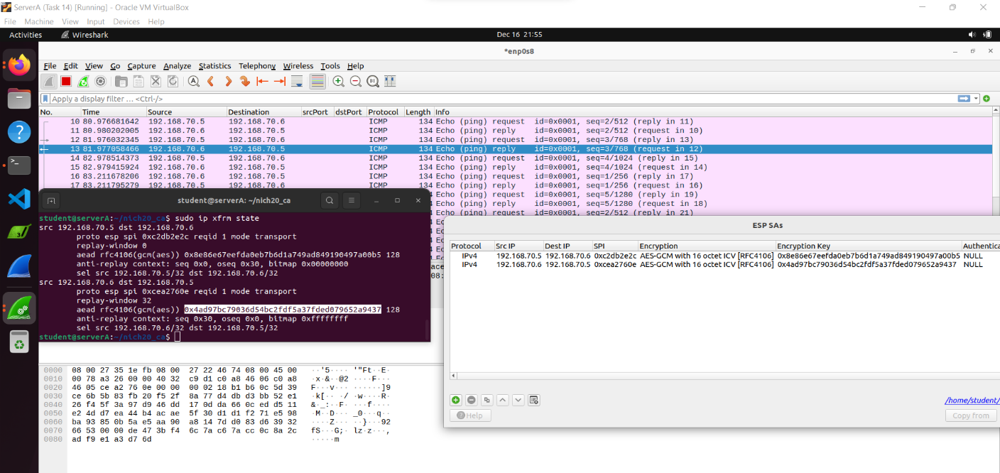 ServerA (Task 14) [Running] - Oracle VM VirtualBox
File Machine View Input Devices Help
Activities Wireshark Dec 16 21:55
*enp0s8
File Edit View Go Capture Analyze Statistics Telephony Wireless Tools Help
Apply a display filter … <Ctrl-/>
No. Time Source Destination srcPort dstPort Protocol Length Info
10 80.976681642 192.168.70.5 192.168.70.6 ICMP 134 Echo (ping) request id=0x0001, seq=2/512 (reply in 11)
11 80.980202005 192.168.70.6 192.168.70.5 ICMP 134 Echo (ping) reply id=0x0001, seq=2/512 (request in 10)
12 81.976032345 192.168.70.5 192.168.70.6 ICMP 134 Echo (ping) request id=0x0001, seq=3/768 (reply in 13)
13 81.977058466 192.168.70.6 192.168.70.5 ICMP 134 Echo (ping) reply id=0x0001, seq=3/768 (request in 12)
14 82.978514373 192.168.70.5 192.168.70.6 ICMP 134 Echo (ping) request id=0x0001, seq=4/1024 (reply in 15)
15 82.979415924 192.168.70.6 192.168.70.5 ICMP 134 Echo (ping) reply id=0x0001, seq=4/1024 (request in 14)
16 83.211678206 192.168.70.6 192.168.70.5 ICMP 134 Echo (ping) request id=0x0001, seq=1/256 (reply in 17)
17 83.211795279 192.168.70.5 192.168.70.6 ICMP 134 Echo (ping) reply id=0x0001, seq=1/256 (request in 16)
Echo (ping) request id=0x0001, seq=5/1280 (reply in 19)
Echo (ping) reply id=0x0001, seq=5/1280 (request in 18)
Echo (ping) request id=0x0001, seq=2/512 (reply in 21)
student@serverA: ~/nich20_ca
student@serverA:~/nich20_ca$ sudo ip xfrm state
src 192.168.70.5 dst 192.168.70.6
proto esp spi 0xc2db2e2c reqid 1 mode transport
replay-window 0
aead rfc4106(gcm(aes)) 0x8e86e67eefda0eb7b6d1a749ad849190497a00b5 128
anti-replay context: seq 0x0, oseq 0x30, bitmap 0x00000000
sel src 192.168.70.5/32 dst 192.168.70.6/32
src 192.168.70.6 dst 192.168.70.5
proto esp spi 0xcea2760e reqid 1 mode transport
replay-window 32
aead rfc4106(gcm(aes)) 0x4ad97bc79036d54bc2fdf5a37fded079652a9437 128
anti-replay context: seq 0x30, oseq 0x0, bitmap 0xffffffff
sel src 192.168.70.6/32 dst 192.168.70.5/32
student@serverA:~/nich20_ca$
ESP SAs
Protocol Src IP Dest IP SPI Encryption Encryption Key Authentica
IPv4 192.168.70.5 192.168.70.6 0xc2db2e2c AES-GCM with 16 octet ICV [RFC4106] 0x8e86e67eefda0eb7b6d1a749ad849190497a00b5 NULL
IPv4 192.168.70.6 192.168.70.5 0xcea2760e AES-GCM with 16 octet ICV [RFC4106] 0x4ad97bc79036d54bc2fdf5a37fded079652a9437 NULL
/home/student/
Help Copy from
0000 08 00 27 35 1e fb 08 00 27 22 46 74 08 00 45 00 ··'5···· '"Ft··E·
0010 00 78 a3 26 00 00 40 32 c9 d1 c0 a8 46 06 c0 a8 ·x·&··@2 ····F···
0020 46 05 ce a2 76 0e 00 00 00 02 18 b1 b6 0c 5d 39 F···v··· ······]9
0030 ce 6b 5b 83 fb 20 f5 2f 8a 77 d4 db d3 bb 52 e1 ·k[·· ·/ ·w····R·
0040 26 f4 5f 3a 97 d9 46 dd 17 0d da 66 0c ed d5 11 &·_:··F· ···f····
0050 e2 4d d7 ea 44 b4 ac ae 5f 30 d1 d1 f2 71 e5 98 ·M··D··· _0···q··
0060 ba 93 85 0b 5a e5 aa 90 a8 14 7d d0 83 d6 39 32 ····Z··· ··}···92
0070 66 53 00 00 de 47 3b f4 6c 7a c6 7a cc 0c 8a 2c fS···G;· lz·z···,
0080 ad f9 e1 a3 d7 6d ·····m